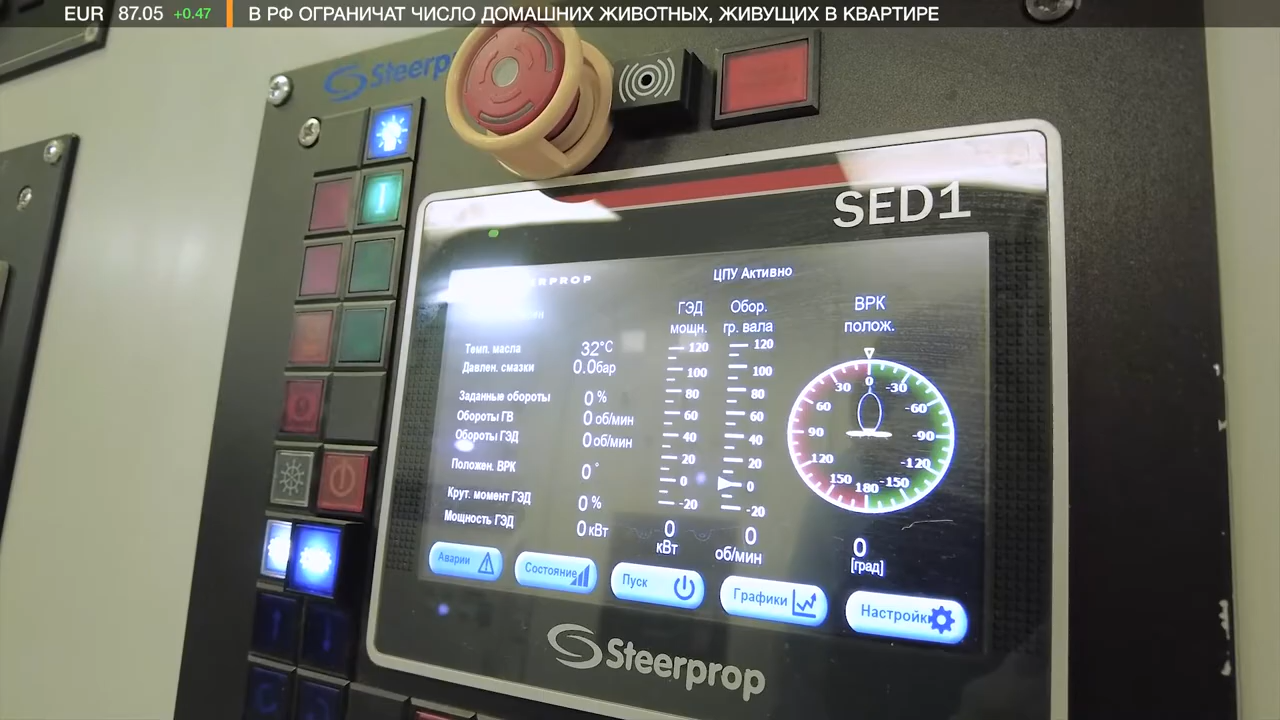 EUR 87.05 +0.47 В РФ ОГРАНИЧАТ ЧИСЛО ДОМАШНИХ ЖИВОТНЫХ, ЖИВУЩИХ В КВАРТИРЕ
Steerp
SED1
ERPROP
ЦПУ Активно
ГЭД мощн.
Обор. гр. вала
ВРК полож.
Темп. масла 32°C
Давлен. смазки 0.0бар
Заданные обороты 0 %
Обороты ГВ 0 об/мин
Обороты ГЭД 0 об/мин
Положен. ВРК 0 °
Крут. момент ГЭД 0 %
Мощность ГЭД 0 кВт
120
100
80
60
40
20
0
-20
0
кВт
120
100
80
60
40
20
0
-20
0
об/мин
0
30
-30
60
-60
90
-90
120
-120
150
180
-150
0
[град]
Аварии
Состояние
Пуск
Графики
Настройк
Steerprop